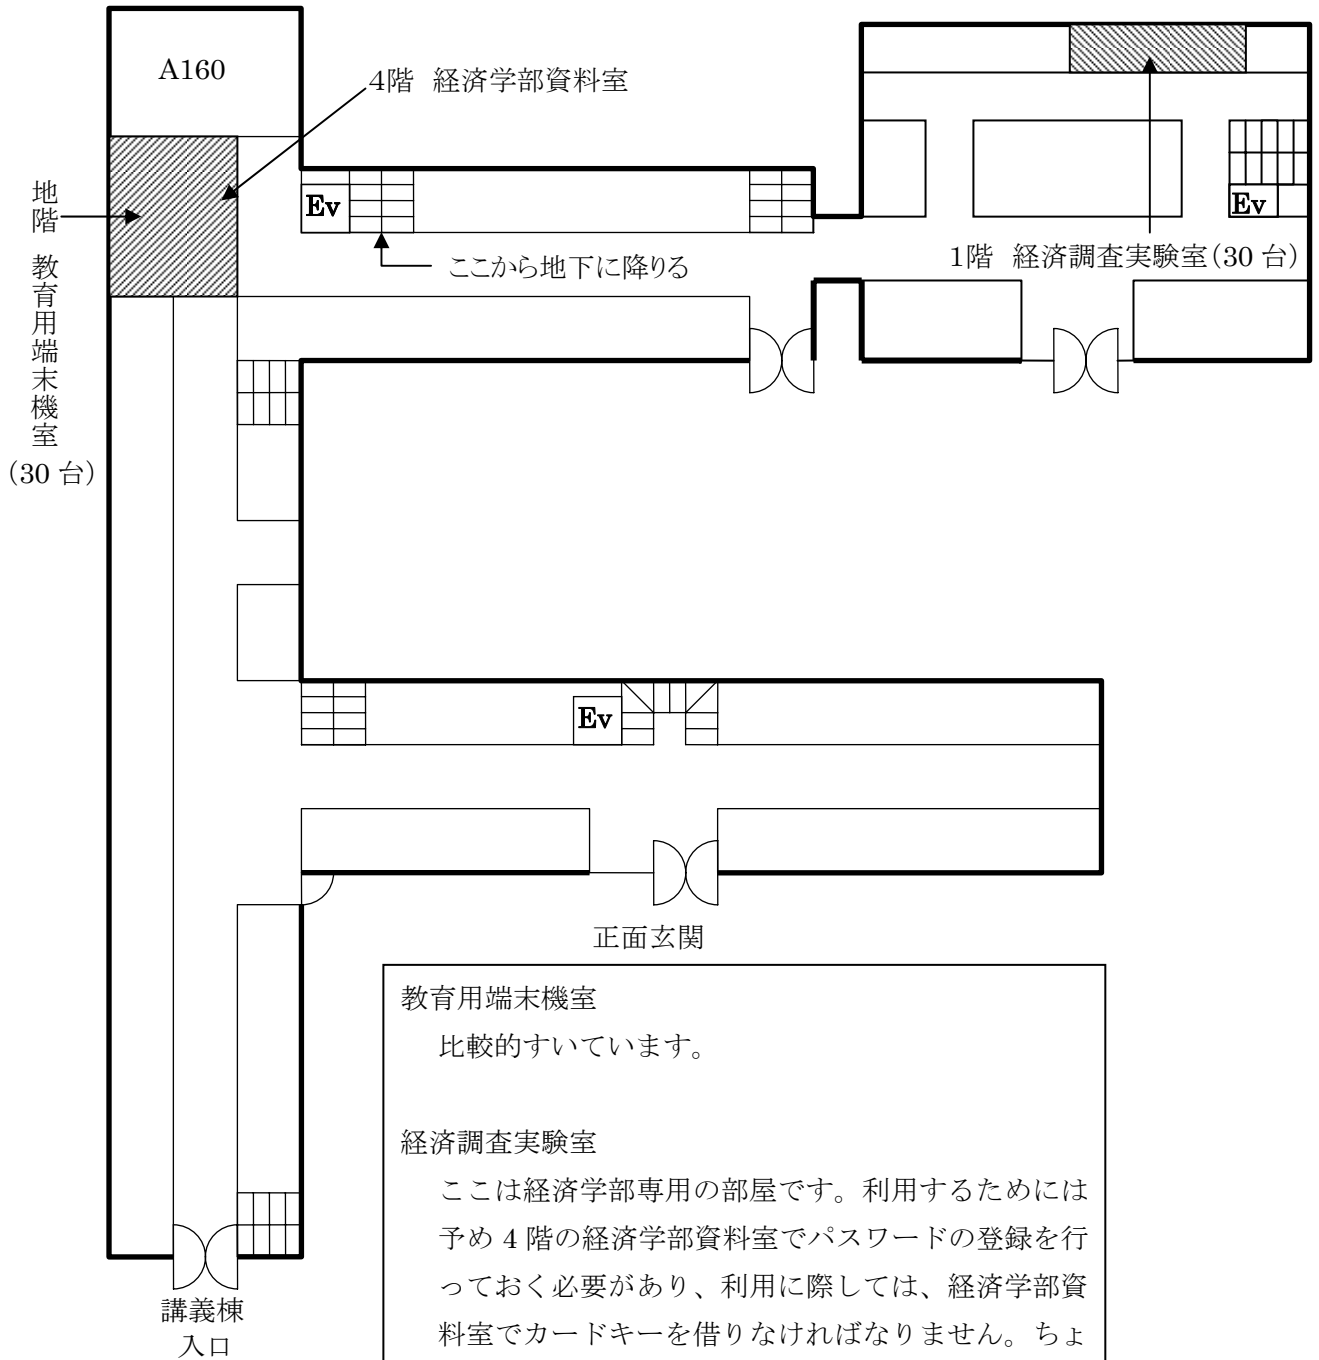 A160
4階 経済学部資料室
地階 教育用端末機室
(30 台)
Ev
ここから地下に降りる
Ev
1階 経済調査実験室(30 台)
Ev
正面玄関
教育用端末機室
比較的すいています。
経済調査実験室
ここは経済学部専用の部屋です。利用するためには
予め 4 階の経済学部資料室でパスワードの登録を行
っておく必要があり、利用に際しては、経済学部資
料室でカードキーを借りなければなりません。ちょ
講義棟
入口